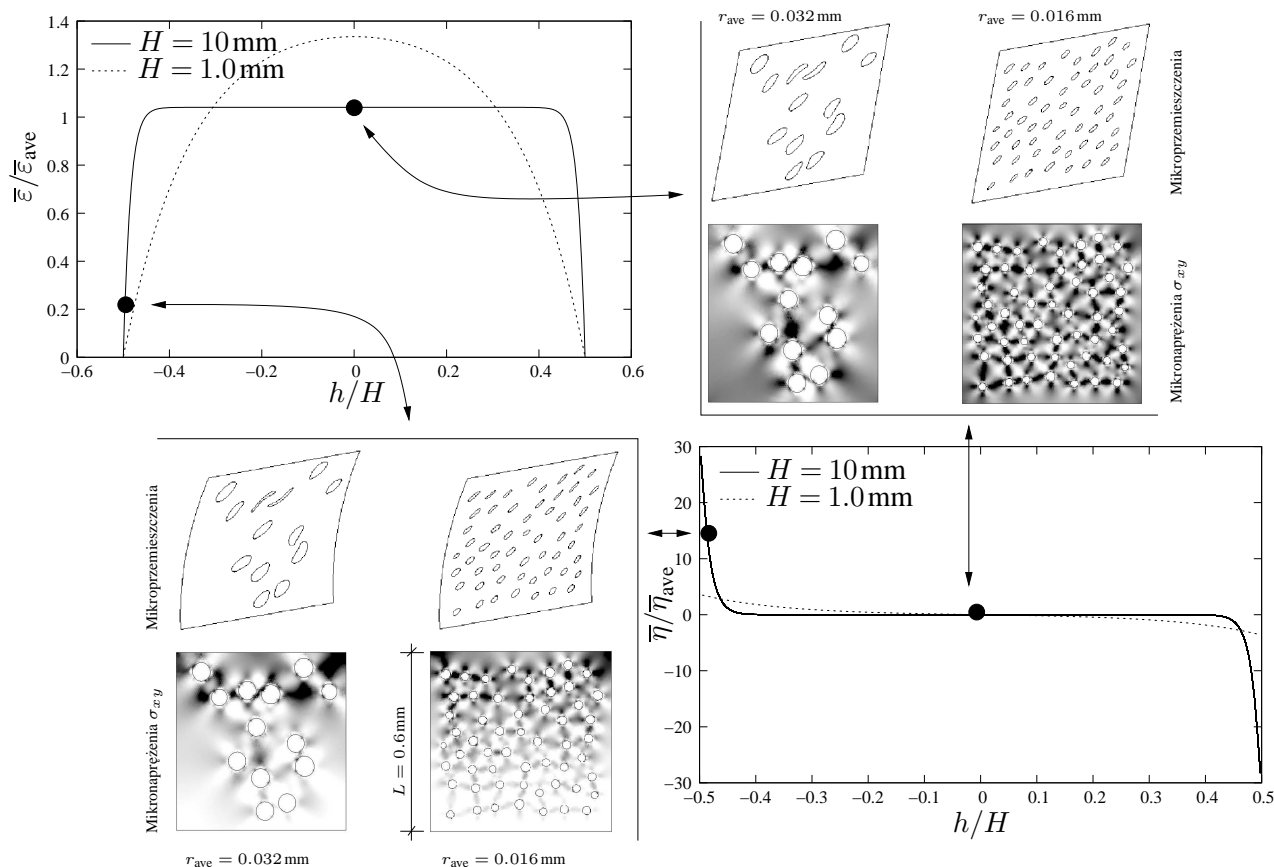 1.4
1.2
1
0.8
0.6
0.4
0.2
0
H = 10 mm
H = 1.0 mm
ε̅/ε̅ave
−0.6 −0.4 −0.2 0 0.2 0.4 0.6
h/H
rave = 0.032 mm rave = 0.016 mm
Mikroprzemieszczenia
Mikronaprężenia σxy
Mikroprzemieszczenia
Mikronaprężenia σxy
L = 0.6 mm
rave = 0.032 mm rave = 0.016 mm
30
20
10
0
−10
−20
−30
H = 10 mm
H = 1.0 mm
η̅/η̅ave
−0.5 −0.4 −0.3 −0.2 −0.1 0 0.1 0.2 0.3 0.4 0.5
h/H